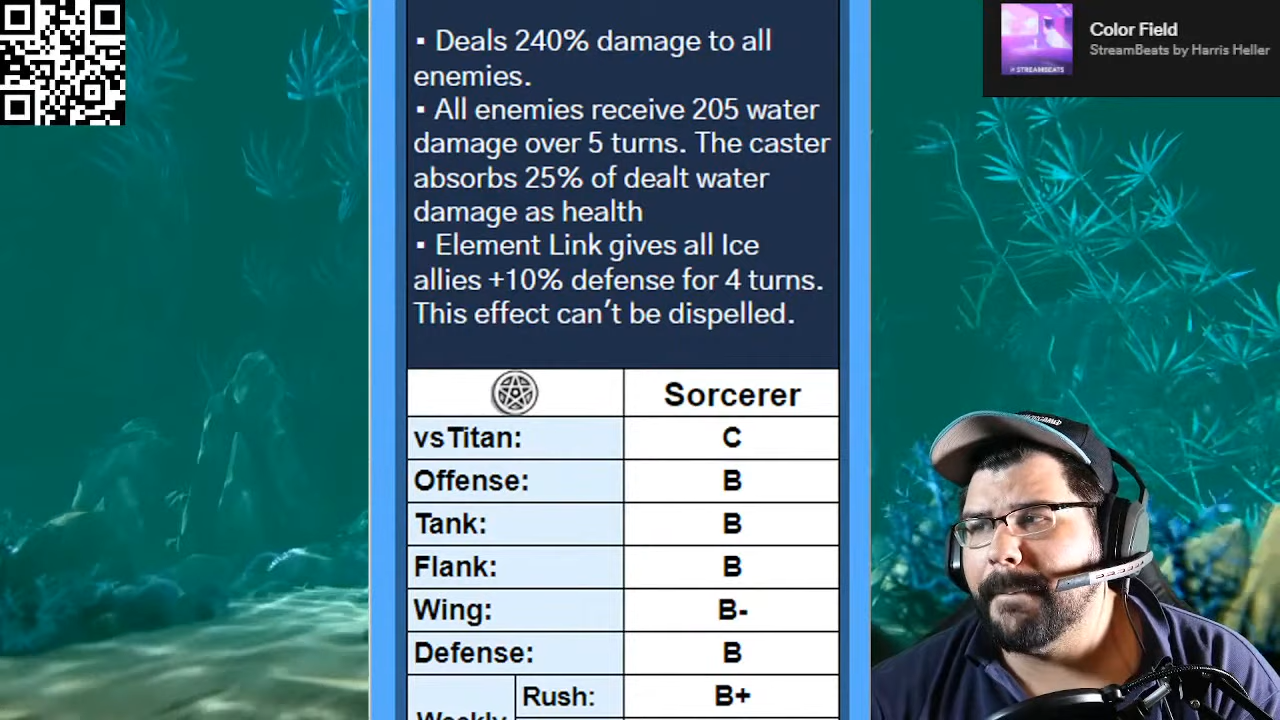 Color Field
StreamBeats by Harris Heller
STREAMBEATS
▪ Deals 240% damage to all
enemies.
▪ All enemies receive 205 water
damage over 5 turns. The caster
absorbs 25% of dealt water
damage as health
▪ Element Link gives all Ice
allies +10% defense for 4 turns.
This effect can't be dispelled.
Sorcerer
vsTitan: C
Offense: B
Tank: B
Flank: B
Wing: B-
Defense: B
Weekly Rush: B+